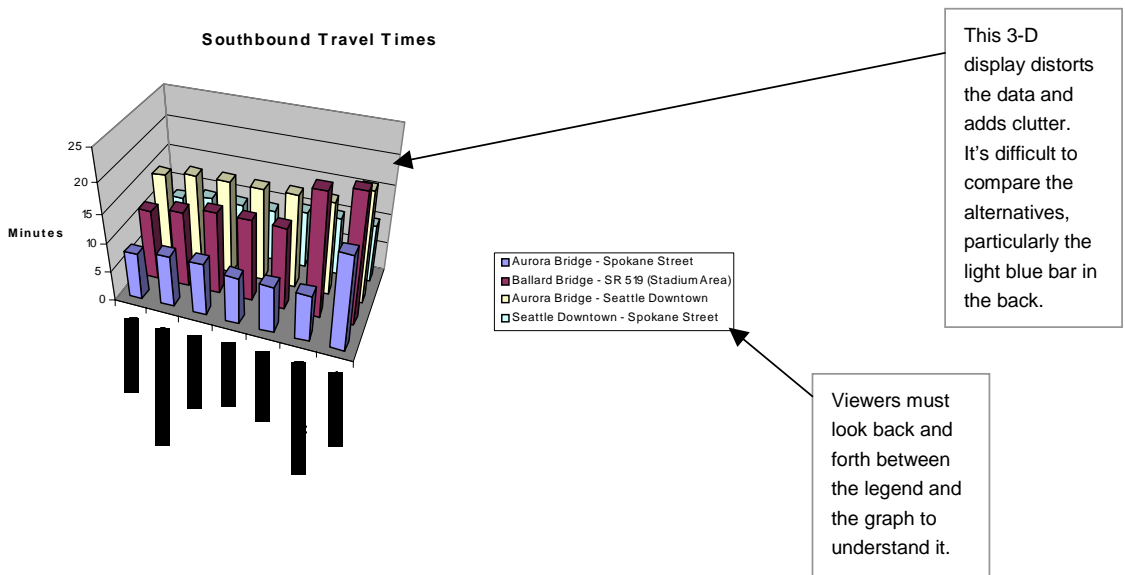 Southbound Travel Times
25
20
15
10
5
0
Minutes
Aurora Bridge - Spokane Street
Ballard Bridge - SR 519 (Stadium Area)
Aurora Bridge - Seattle Downtown
Seattle Downtown - Spokane Street
This 3-D
display distorts
the data and
adds clutter.
It's difficult to
compare the
alternatives,
particularly the
light blue bar in
the back.
Viewers must
look back and
forth between
the legend and
the graph to
understand it.